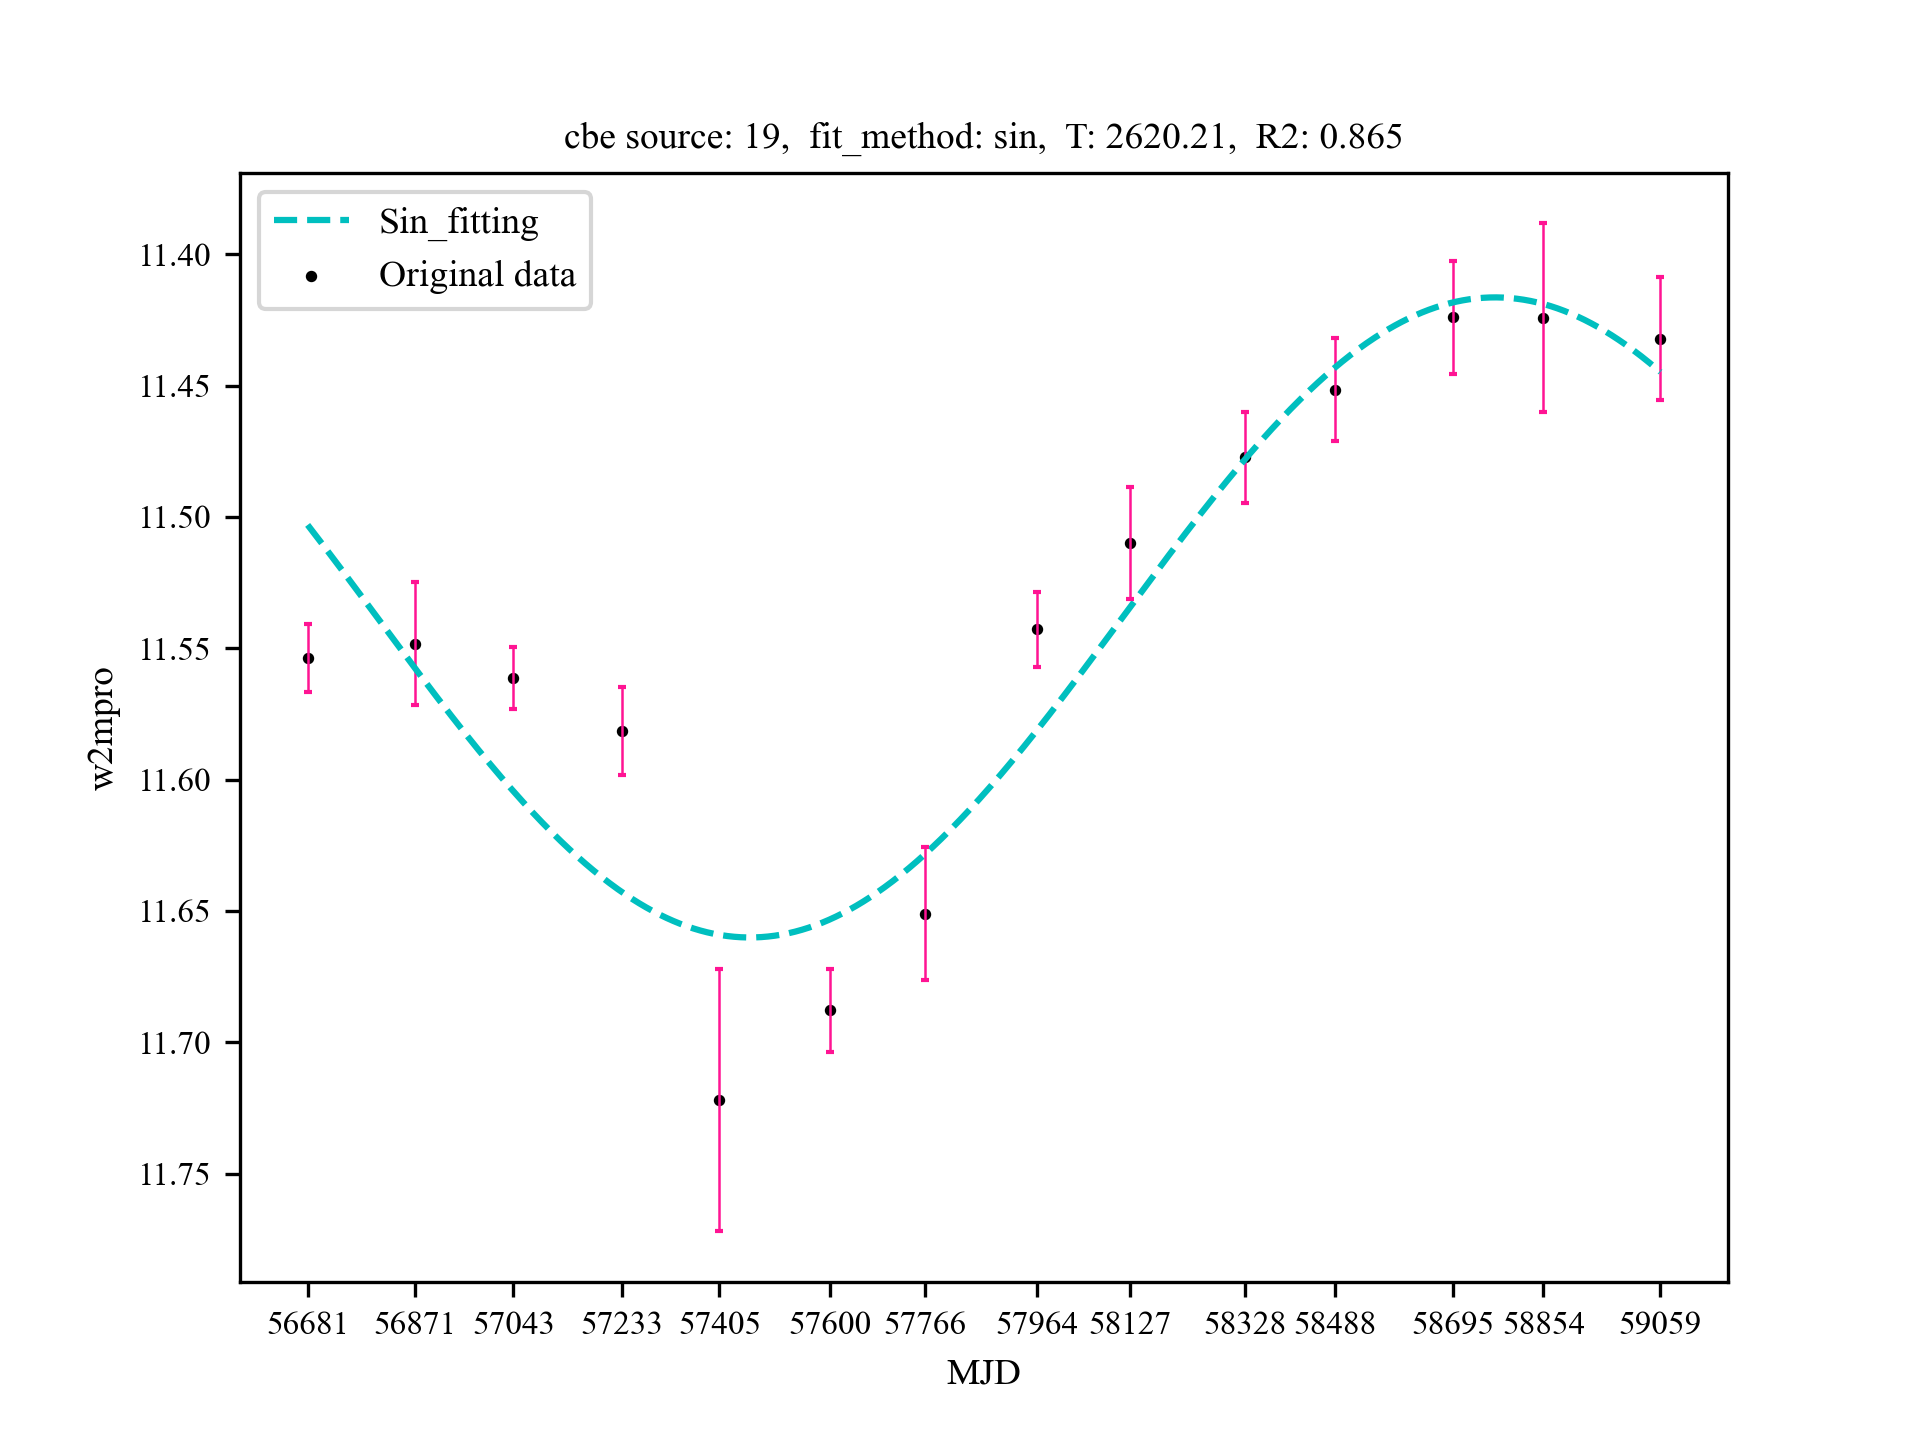 cbe source: 19, fit_method: sin, T: 2620.21, R2: 0.865
Sin_fitting
Original data
11.40
11.45
11.50
11.55
11.60
11.65
11.70
11.75
w2mpro
56681 56871 57043 57233 57405 57600 57766 57964 58127 58328 58488 58695 58854 59059
MJD